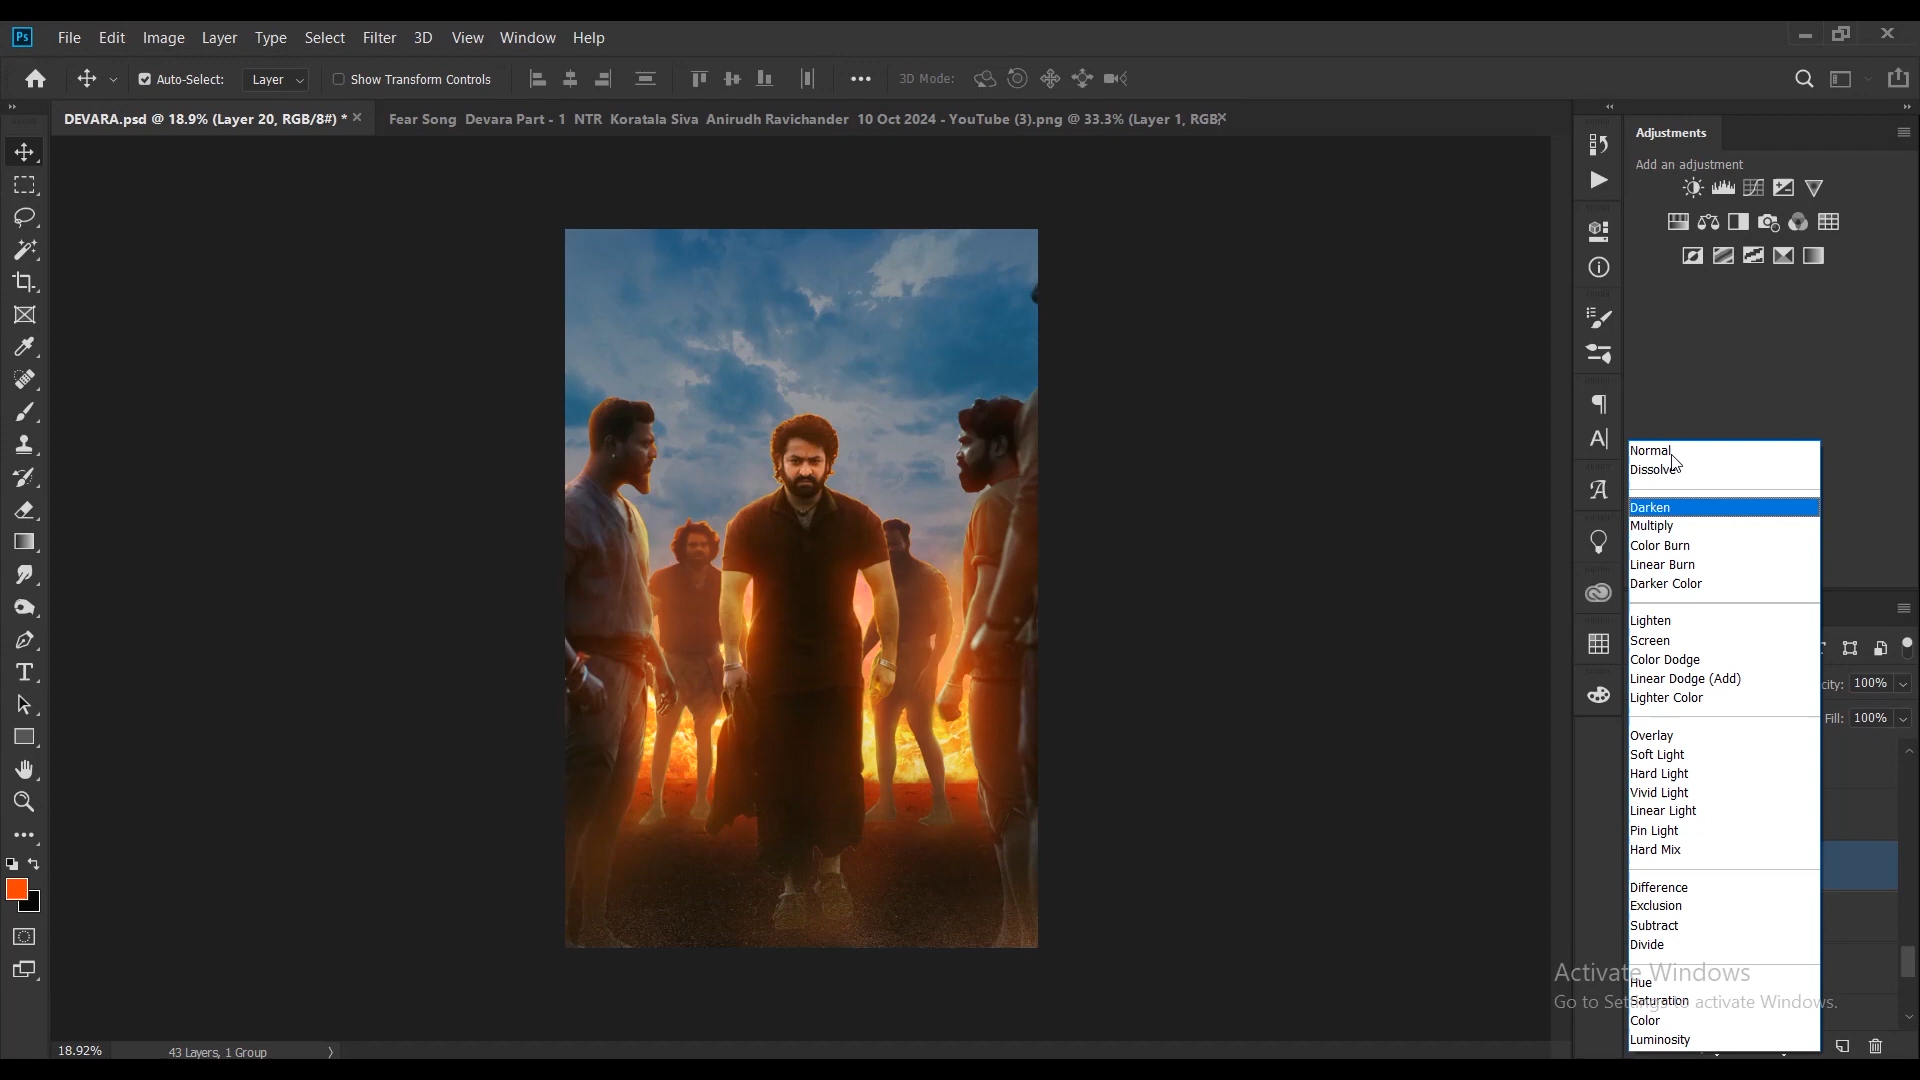 Ps File Edit Image Layer Type Select Filter 3D View Window Help
Auto-Select: Layer Show Transform Controls 3D Mode:
DEVARA.psd @ 18.9% (Layer 20, RGB/8#) * Fear Song Devara Part - 1 NTR Koratala Siva Anirudh Ravichander 10 Oct 2024 - YouTube (3).png @ 33.3% (Layer 1, RGB
Adjustments
Add an adjustment
Normal
Dissolve
Darken
Multiply
Color Burn
Linear Burn
Darker Color
Lighten
Screen
Color Dodge
Linear Dodge (Add)
Lighter Color
city: 100%
Fill: 100%
Overlay
Soft Light
Hard Light
Vivid Light
Linear Light
Pin Light
Hard Mix
Difference
Exclusion
Subtract
Divide
Activate Windows
Hue
Go to Settings to activate Windows.
Saturation
Color
Luminosity
18.92% 43 Layers, 1 Group